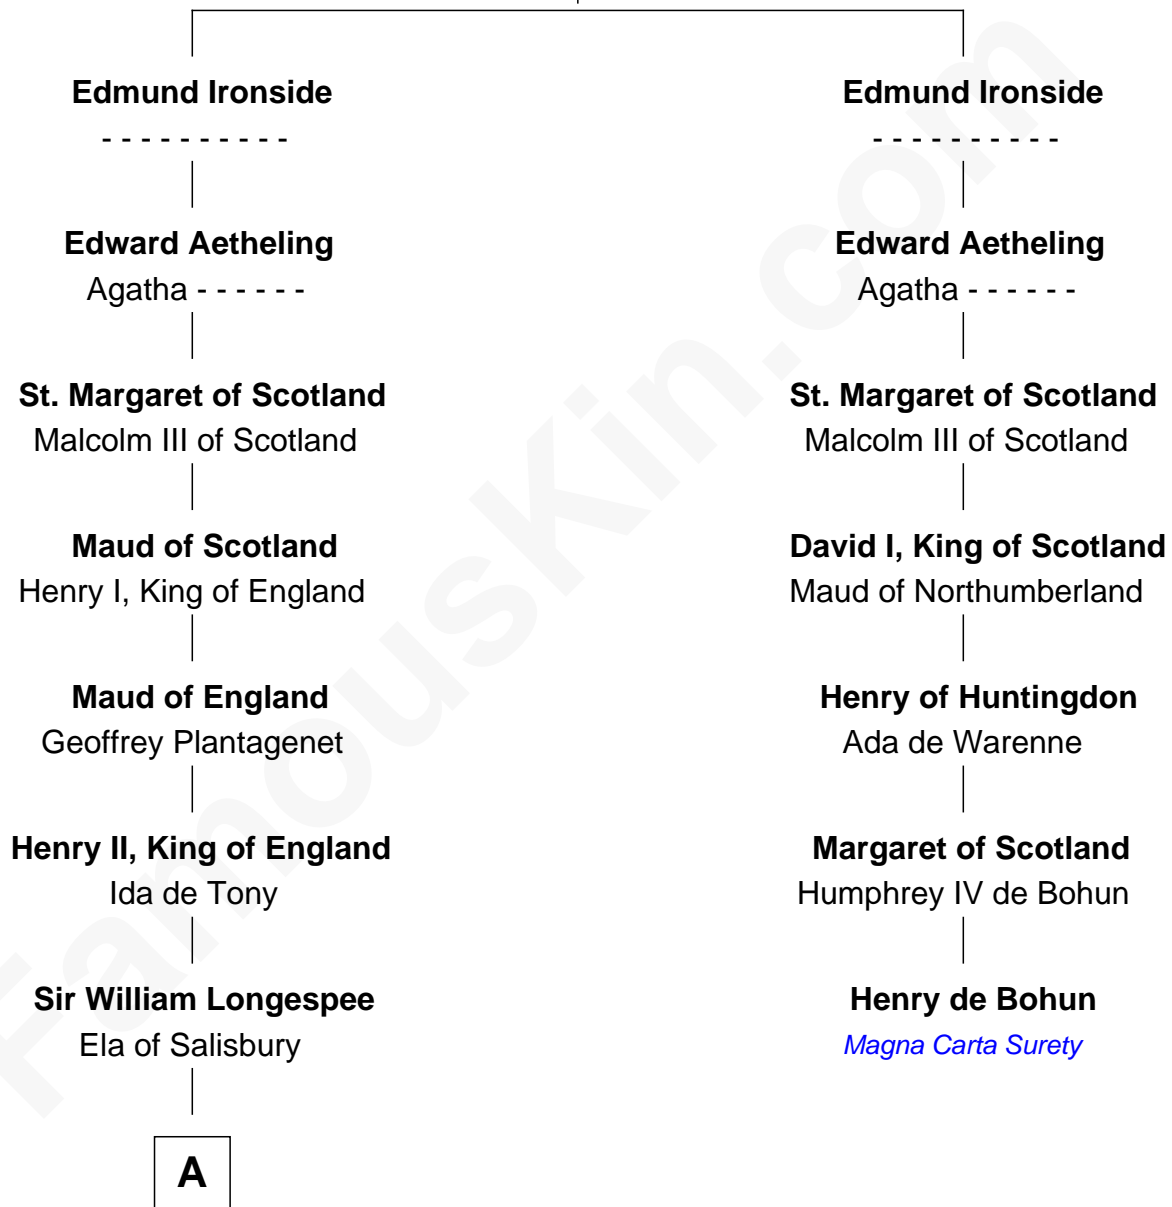 Edmund Ironside
- - - - - - - - - -
Edward Aetheling
Agatha - - - - - -
St. Margaret of Scotland
Malcolm III of Scotland
Maud of Scotland
Henry I, King of England
Maud of England
Geoffrey Plantagenet
Henry II, King of England
Ida de Tony
Sir William Longespee
Ela of Salisbury
A
Edmund Ironside
- - - - - - - - - -
Edward Aetheling
Agatha - - - - - -
St. Margaret of Scotland
Malcolm III of Scotland
David I, King of Scotland
Maud of Northumberland
Henry of Huntingdon
Ada de Warenne
Margaret of Scotland
Humphrey IV de Bohun
Henry de Bohun
Magna Carta Surety
FamousKin.com